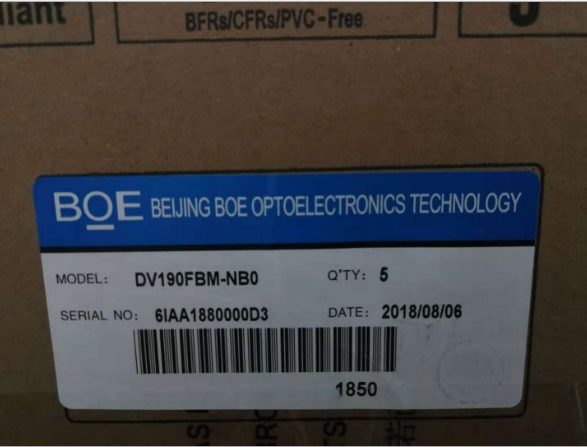 BFRs/CFRs/PVC-Free
BOE BEIJING BOE OPTOELECTRONICS TECHNOLOGY
MODEL: DV190FBM-NB0 Q'TY: 5
SERIAL NO: 6IAA1880000D3 DATE: 2018/08/06
1850